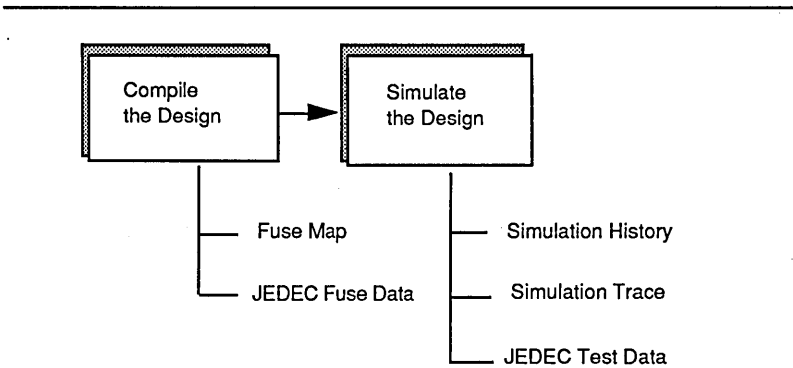 Compile
the Design
Simulate
the Design
Fuse Map
JEDEC Fuse Data
Simulation History
Simulation Trace
JEDEC Test Data